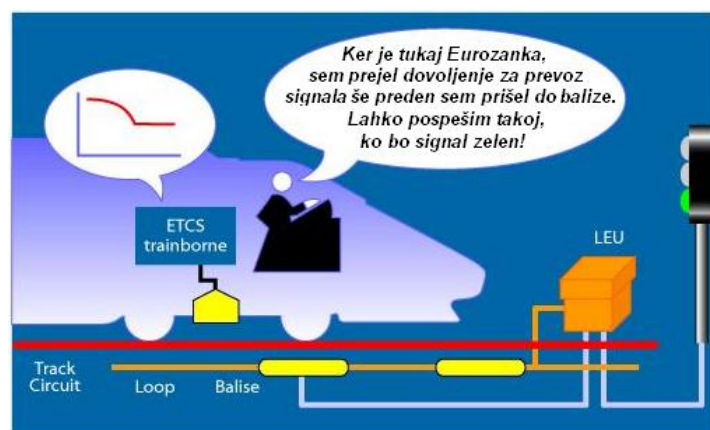 Ker je tukaj Eurozanka,
sem prejel dovoljenje za prevoz
signala še preden sem prišel do balize.
Lahko pospešim takoj,
ko bo signal zelen!
ETCS
trainborne
LEU
Track
Circuit
Loop
Balise